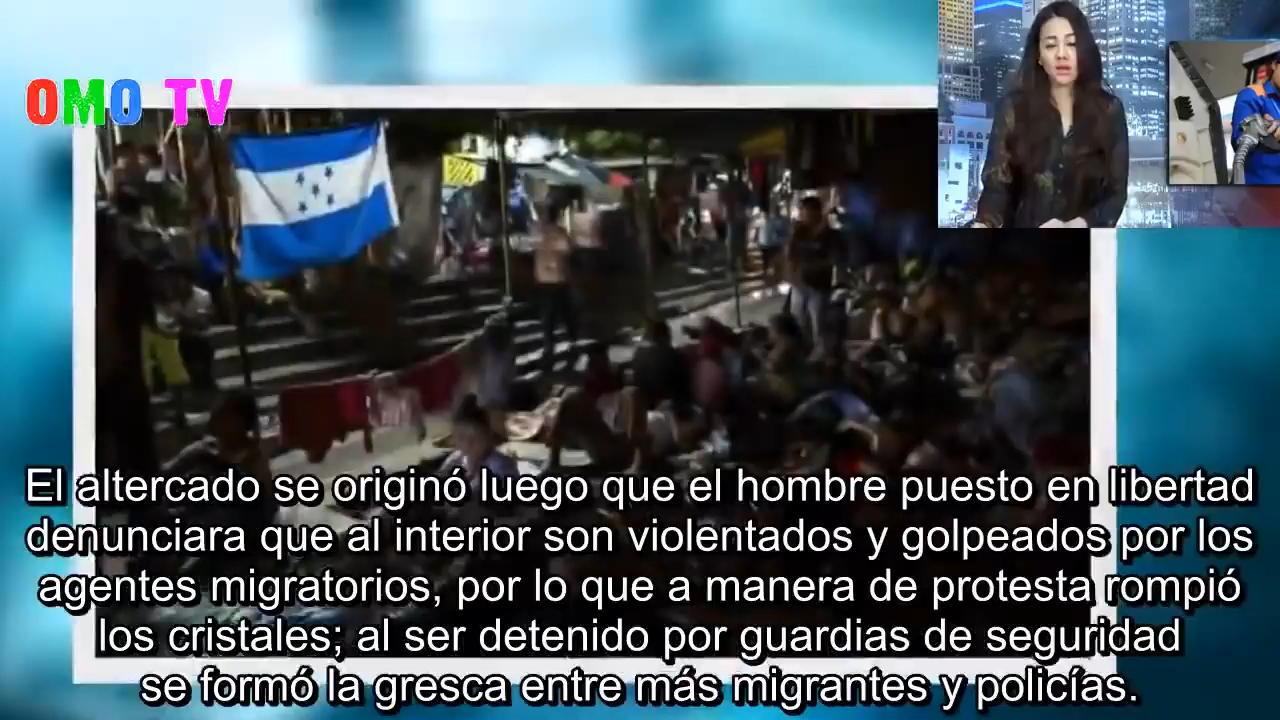 OMO TV
El altercado se originó luego que el hombre puesto en libertad
denunciara que al interior son violentados y golpeados por los
agentes migratorios, por lo que a manera de protesta rompió
los cristales; al ser detenido por guardias de seguridad
se formó la gresca entre más migrantes y policías.